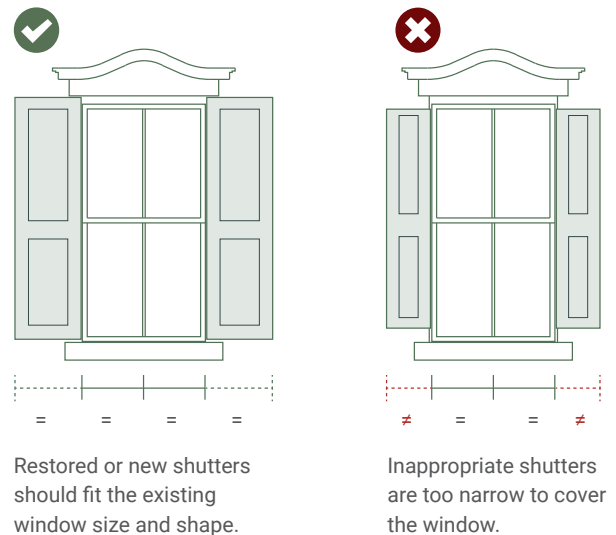 = = = =
≠ = = ≠
Restored or new shutters
should fit the existing
window size and shape.
Inappropriate shutters
are too narrow to cover
the window.